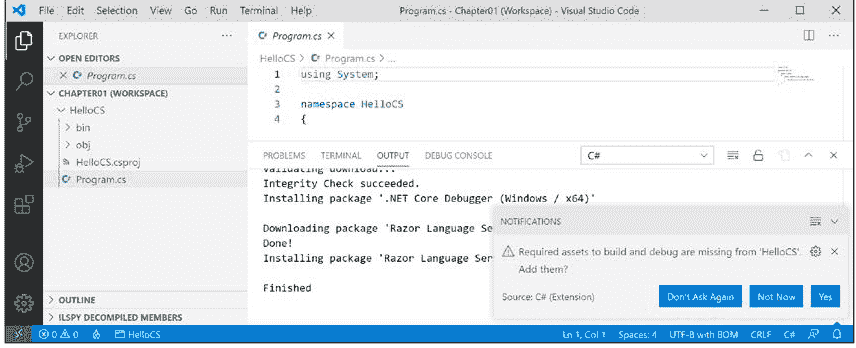 File Edit Selection View Go Run Terminal Help Program.cs - Chapter01 (Workspace) - Visual Studio Code
EXPLORER
OPEN EDITORS
Program.cs
CHAPTER01 (WORKSPACE)
HelloCS
bin
obj
HelloCS.csproj
Program.cs
OUTLINE
ILSPY DECOMPILED MEMBERS
Program.cs
HelloCS > Program.cs > ...
1 using System;
2
3 namespace HelloCS
4 {
PROBLEMS TERMINAL OUTPUT DEBUG CONSOLE C#
Validating download...
Integrity Check succeeded.
Installing package '.NET Core Debugger (Windows / x64)'
Downloading package 'Razor Language Se
Done!
Installing package 'Razor Language Ser
Finished
NOTIFICATIONS
Required assets to build and debug are missing from 'HelloCS'.
Add them?
Source: C# (Extension) Don't Ask Again Not Now Yes
0 0 HelloCS Ln 1, Col 1 Spaces: 4 UTF-8 with BOM CRLF C#